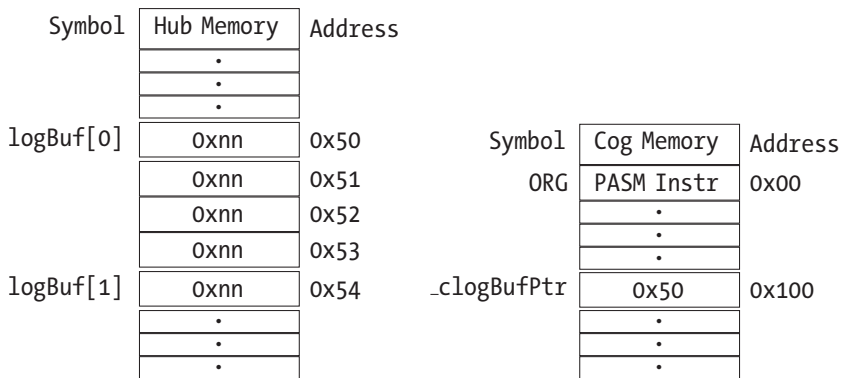 Symbol Hub Memory Address
.
.
.
logBuf[0] 0xnn 0x50
0xnn 0x51
0xnn 0x52
0xnn 0x53
logBuf[1] 0xnn 0x54
.
.
.
Symbol Cog Memory Address
ORG PASM Instr 0x00
.
.
.
_clogBufPtr 0x50 0x100
.
.
.